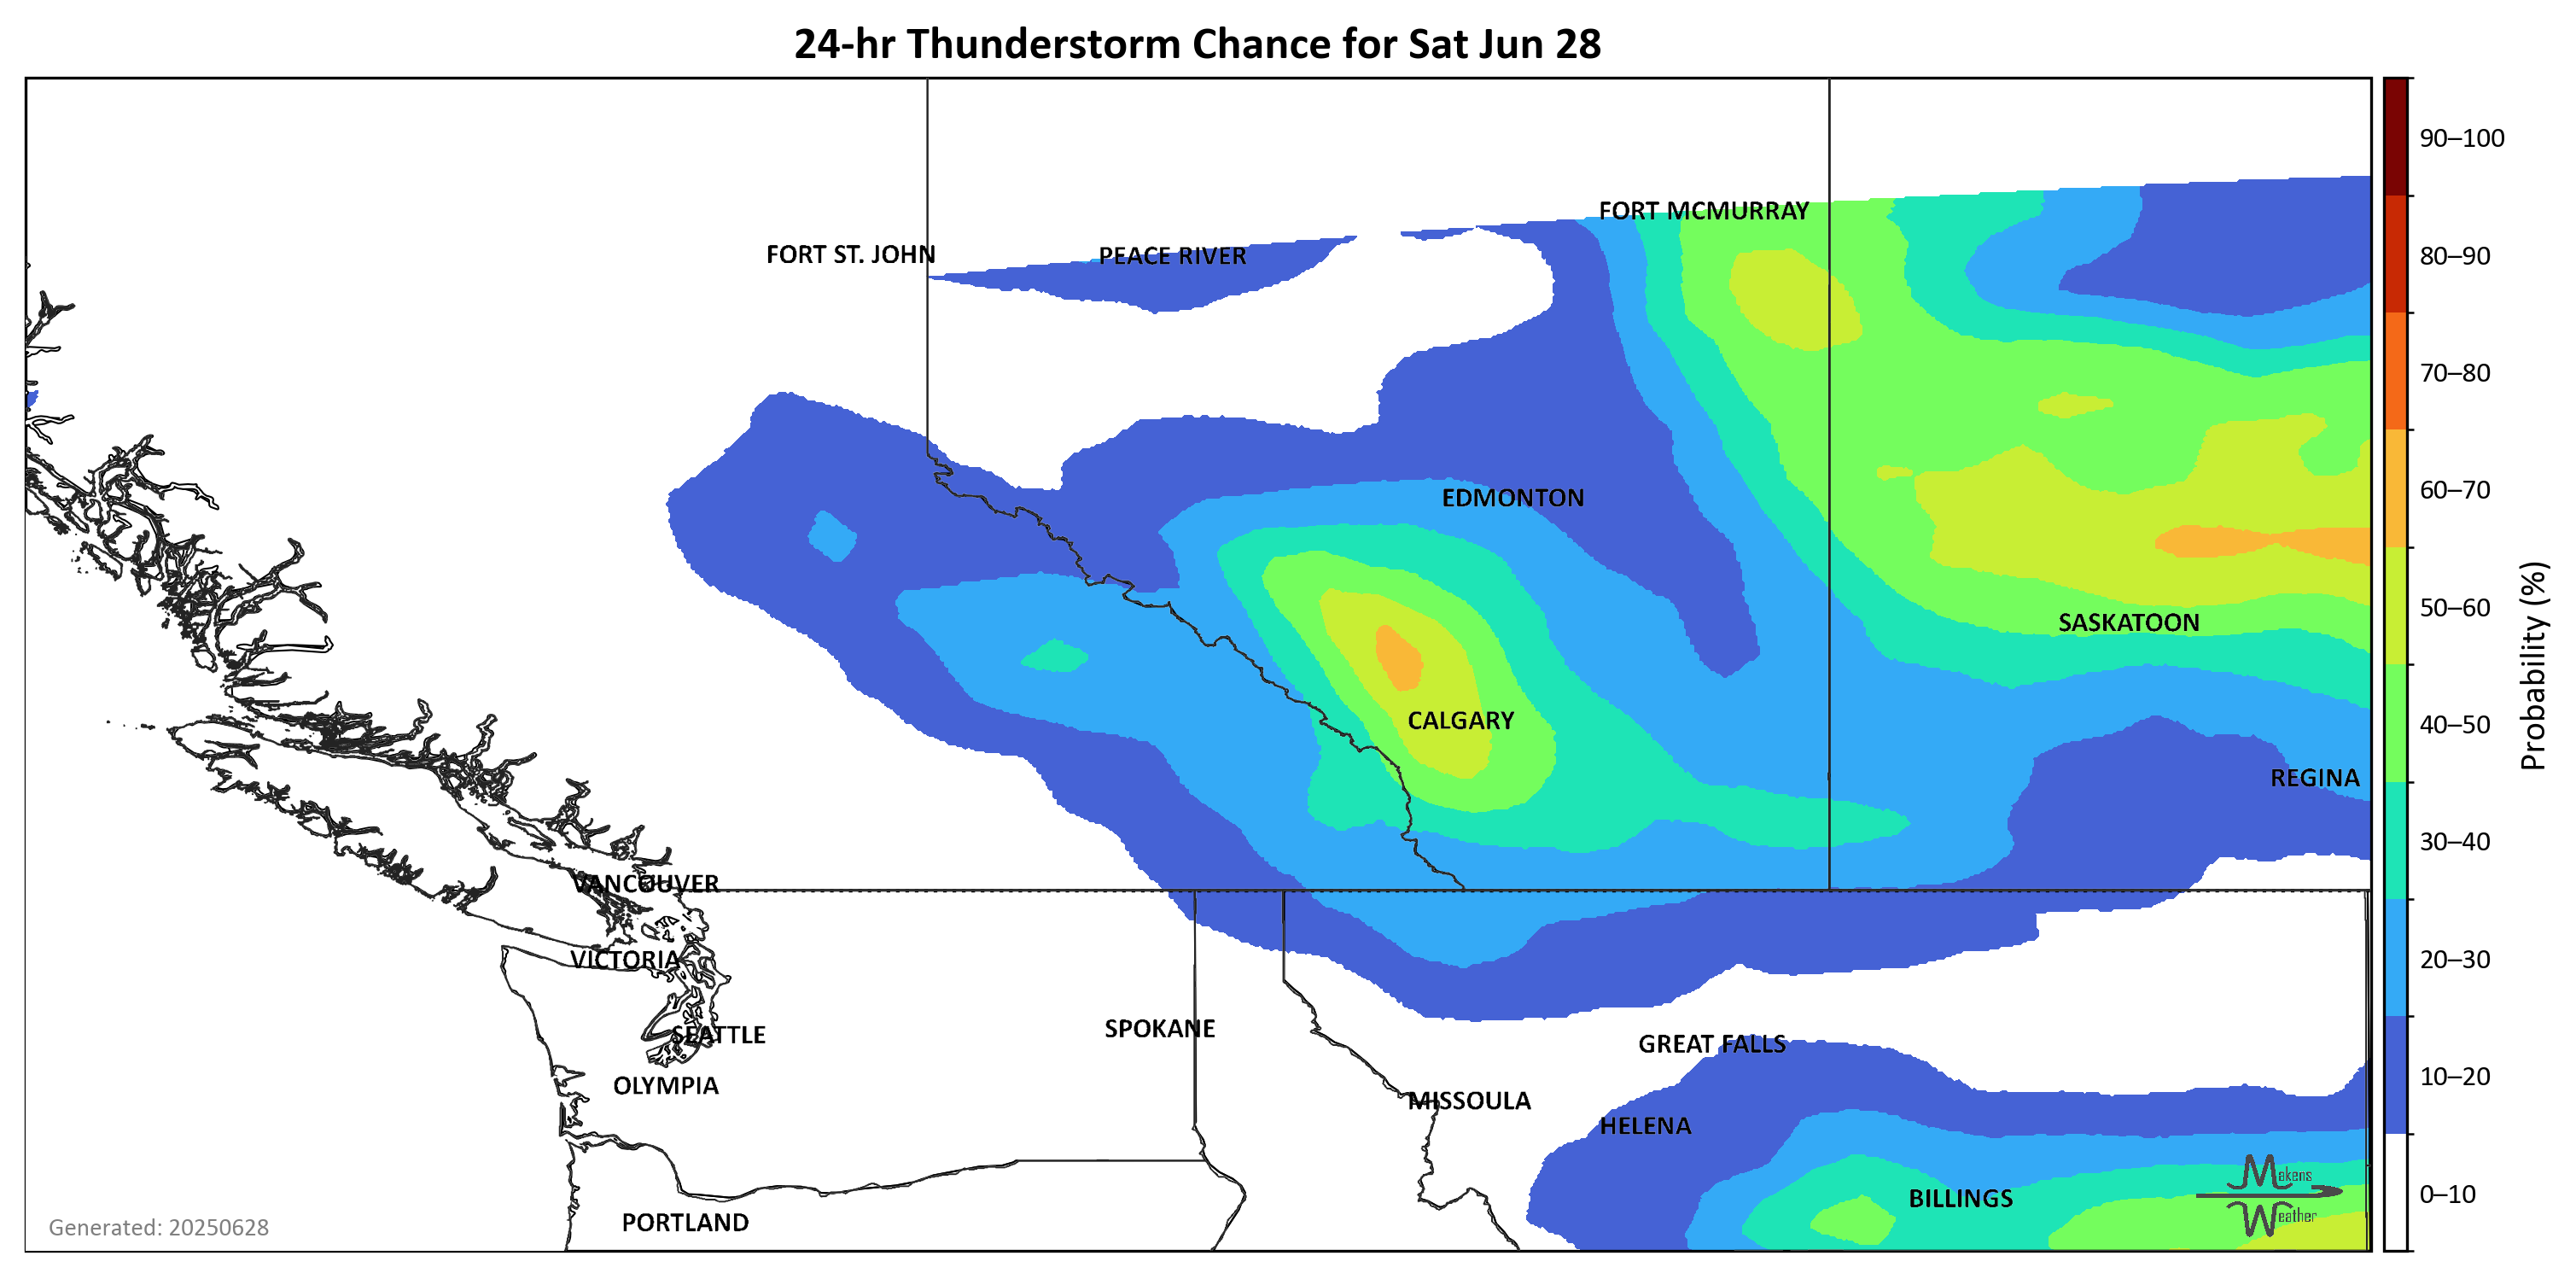 24-hr Thunderstorm Chance for Sat Jun 28
90–100
FORT MCMURRAY
FORT ST. JOHN
PEACE RIVER
80–90
70–80
EDMONTON
60–70
SASKATOON
50–60
CALGARY
40–50
REGINA
Probability (%)
30–40
VANCOUVER
VICTORIA
20–30
SPOKANE
SEATTLE
GREAT FALLS
10–20
OLYMPIA
MISSOULA
HELENA
Makens
Weather
BILLINGS
0–10
PORTLAND
Generated: 20250628